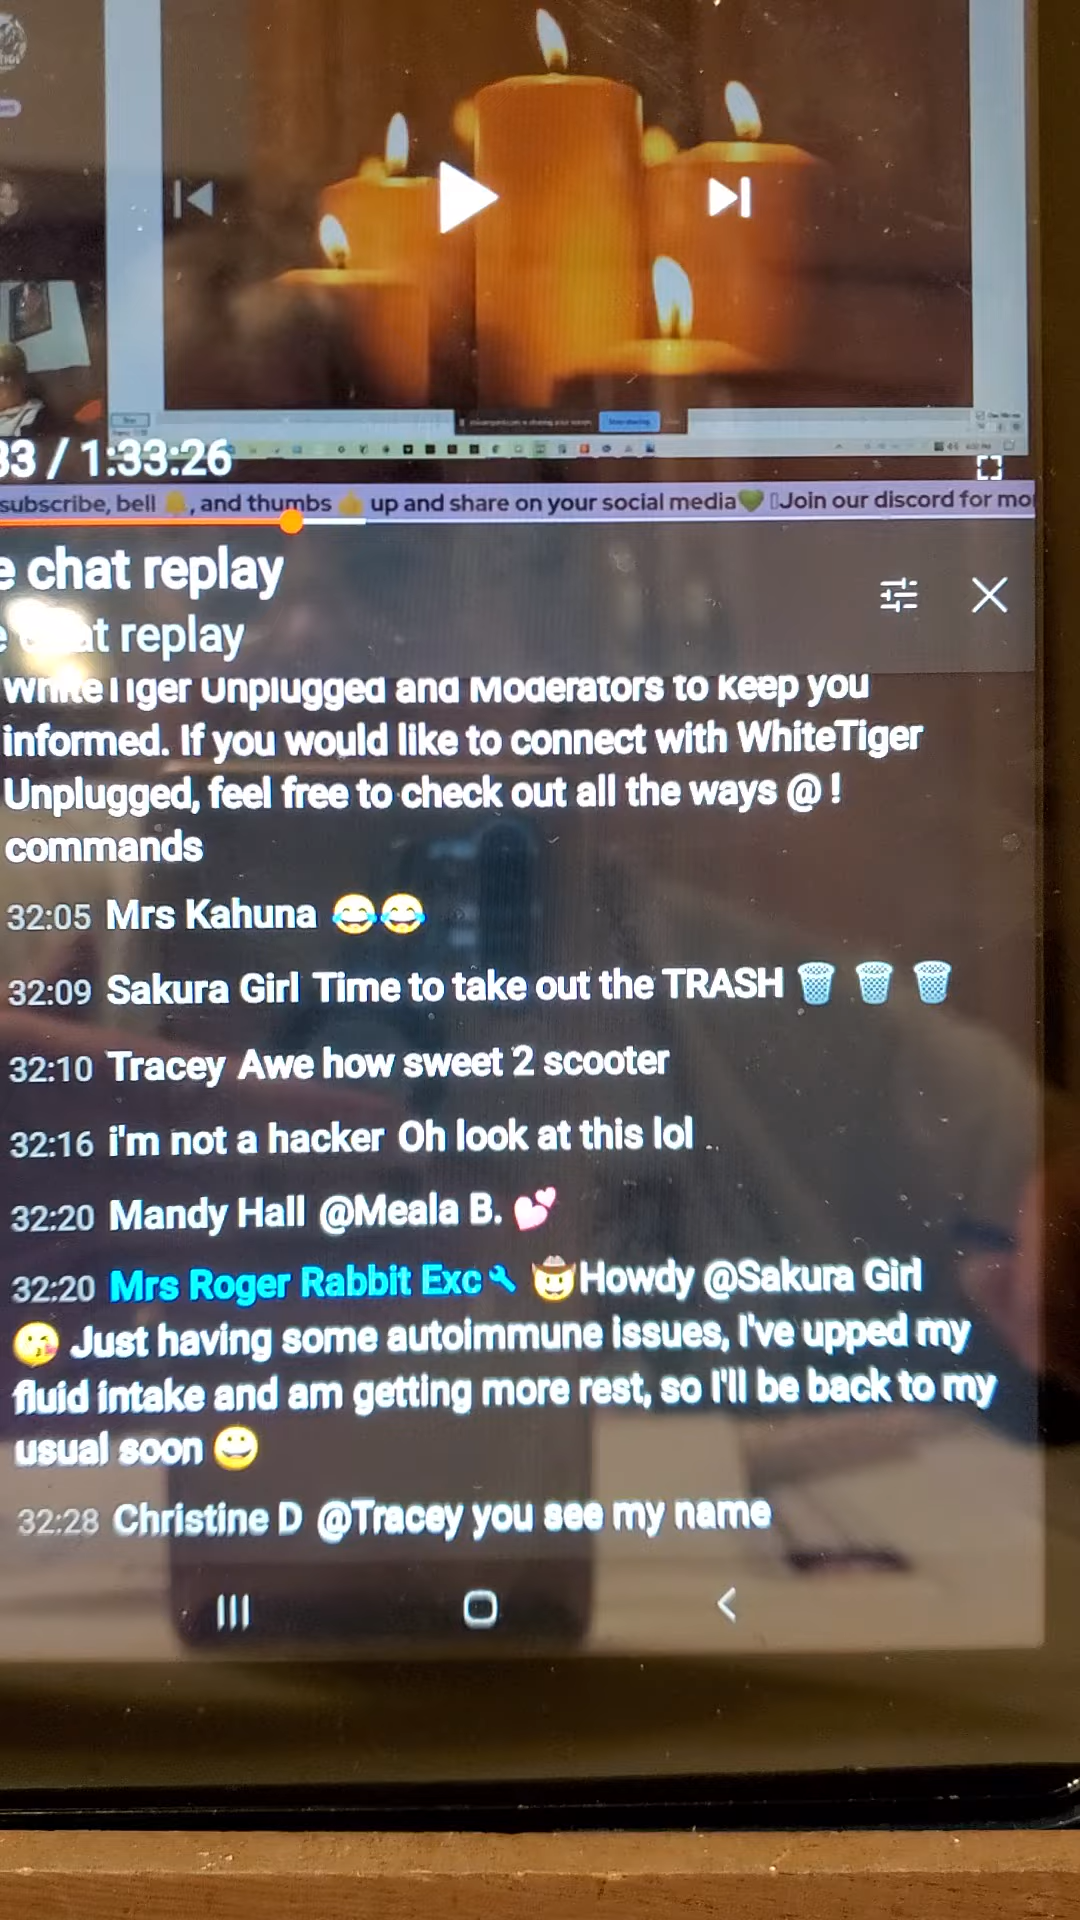 33 / 1:33:26
subscribe, bell 🔔, and thumbs 👍 up and share on your social media💚 Join our discord for
e chat replay
chat replay
WhiteTiger Unplugged and Moderators to keep you
informed. If you would like to connect with WhiteTiger
Unplugged, feel free to check out all the ways @ !
commands
32:05 Mrs Kahuna 😂😂
32:09 Sakura Girl Time to take out the TRASH 🗑️ 🗑️ 🗑️
32:10 Tracey Awe how sweet 2 scooter
32:16 i'm not a hacker Oh look at this lol ..
32:20 Mandy Hall @Meala B. 💕
32:20 Mrs Roger Rabbit Exc🔧 🤠Howdy @Sakura Girl
😘 Just having some autoimmune issues, I've upped my
fluid intake and am getting more rest, so I'll be back to my
usual soon 😀
32:28 Christine D @Tracey you see my name